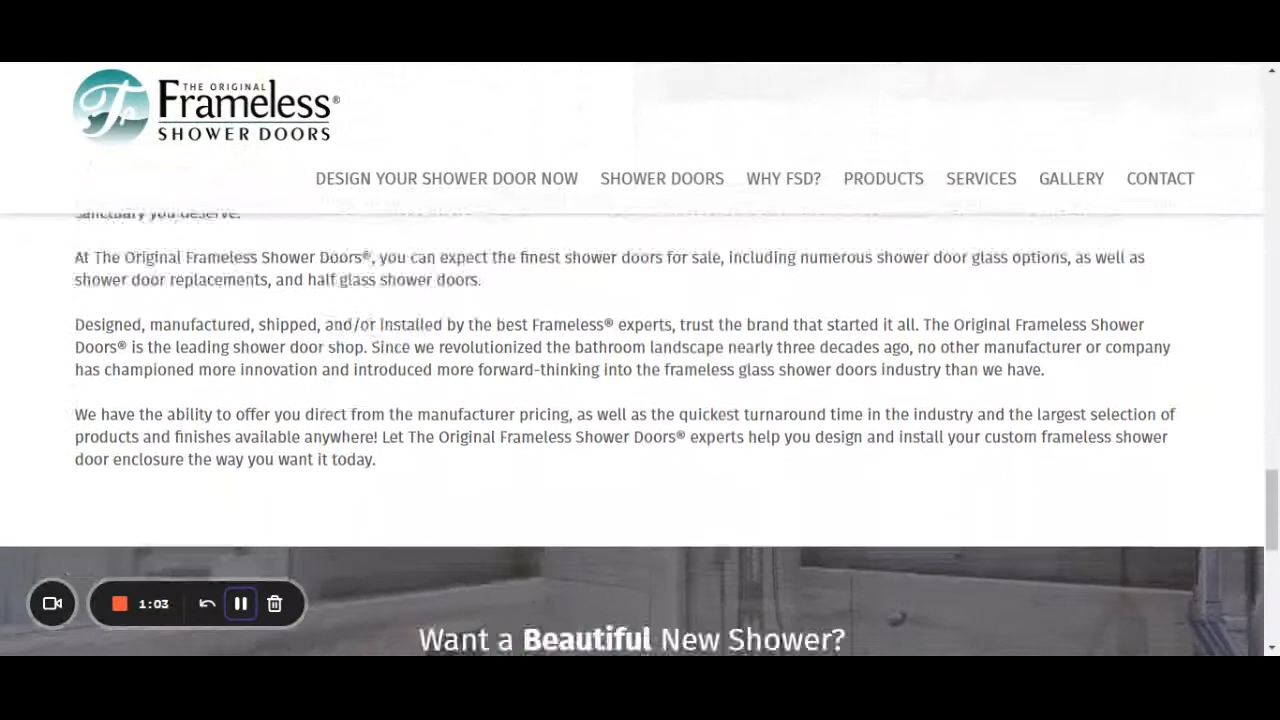 THE ORIGINAL
Frameless®
SHOWER DOORS
DESIGN YOUR SHOWER DOOR NOW SHOWER DOORS WHY FSD? PRODUCTS SERVICES GALLERY CONTACT
sanctuary you deserve.
At The Original Frameless Shower Doors®, you can expect the finest shower doors for sale, including numerous shower door glass options, as well as
shower door replacements, and half glass shower doors.
Designed, manufactured, shipped, and/or installed by the best Frameless® experts, trust the brand that started it all. The Original Frameless Shower
Doors® is the leading shower door shop. Since we revolutionized the bathroom landscape nearly three decades ago, no other manufacturer or company
has championed more innovation and introduced more forward-thinking into the frameless glass shower doors industry than we have.
We have the ability to offer you direct from the manufacturer pricing, as well as the quickest turnaround time in the industry and the largest selection of
products and finishes available anywhere! Let The Original Frameless Shower Doors® experts help you design and install your custom frameless shower
door enclosure the way you want it today.
1:03
Want a Beautiful New Shower?